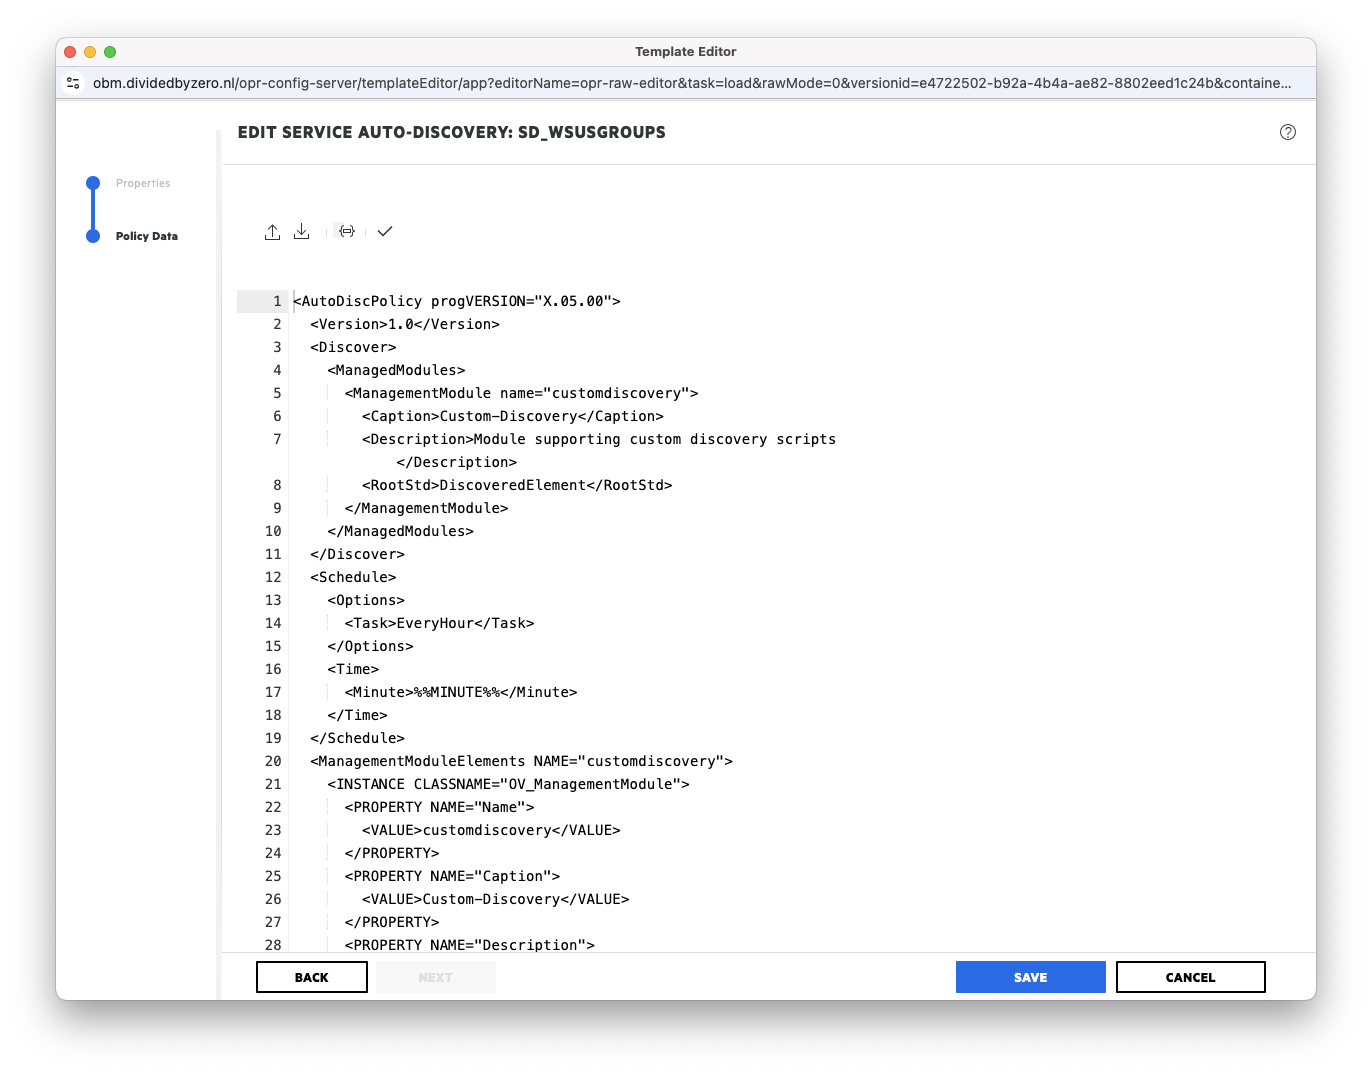 Template Editor
obm.dividedbyzero.nl/opr-config-server/templateEditor/app?editorName=opr-raw-editor&task=load&rawMode=0&versionid=e4722502-b92a-4b4a-ae82-8802eed1c24b&containe...
EDIT SERVICE AUTO-DISCOVERY: SD_WSUSGROUPS
Properties
Policy Data
1 <AutoDiscPolicy progVERSION="X.05.00">
2 <Version>1.0</Version>
3 <Discover>
4 <ManagedModules>
5 <ManagementModule name="customdiscovery">
6 <Caption>Custom-Discovery</Caption>
7 <Description>Module supporting custom discovery scripts
</Description>
8 <RootStd>DiscoveredElement</RootStd>
9 </ManagementModule>
10 </ManagedModules>
11 </Discover>
12 <Schedule>
13 <Options>
14 <Task>EveryHour</Task>
15 </Options>
16 <Time>
17 <Minute>%%MINUTE%%</Minute>
18 </Time>
19 </Schedule>
20 <ManagementModuleElements NAME="customdiscovery">
21 <INSTANCE CLASSNAME="OV_ManagementModule">
22 <PROPERTY NAME="Name">
23 <VALUE>customdiscovery</VALUE>
24 </PROPERTY>
25 <PROPERTY NAME="Caption">
26 <VALUE>Custom-Discovery</VALUE>
27 </PROPERTY>
28 <PROPERTY NAME="Description">
BACK
NEXT
SAVE
CANCEL